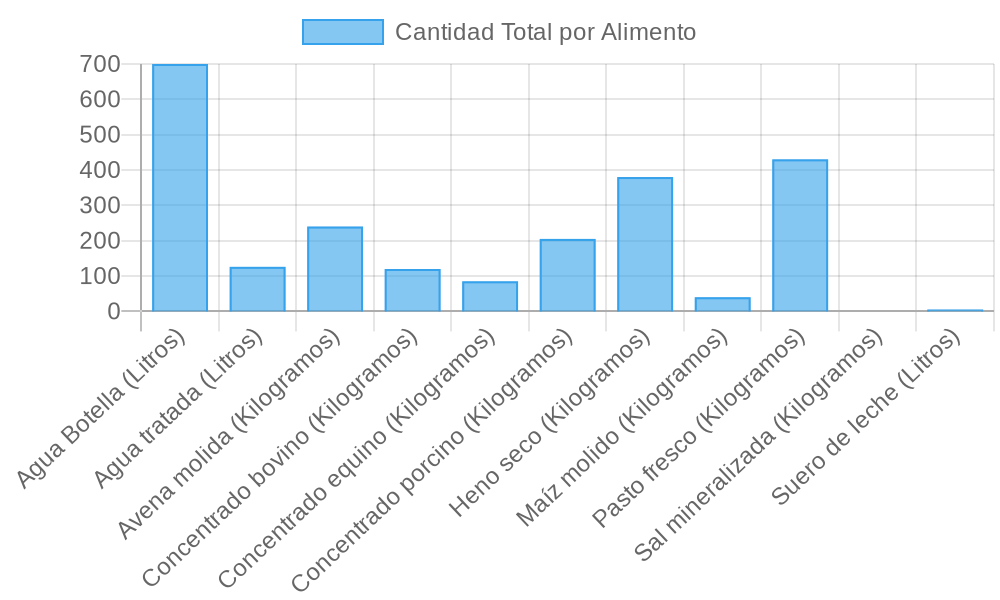 Cantidad Total por Alimento
700
600
500
400
300
200
100
0
Agua Botella (Litros)
Agua tratada (Litros)
Avena molida (Kilogramos)
Concentrado bovino (Kilogramos)
Concentrado equino (Kilogramos)
Concentrado porcino (Kilogramos)
Heno seco (Kilogramos)
Maíz molido (Kilogramos)
Pasto fresco (Kilogramos)
Sal mineralizada (Kilogramos)
Suero de leche (Litros)